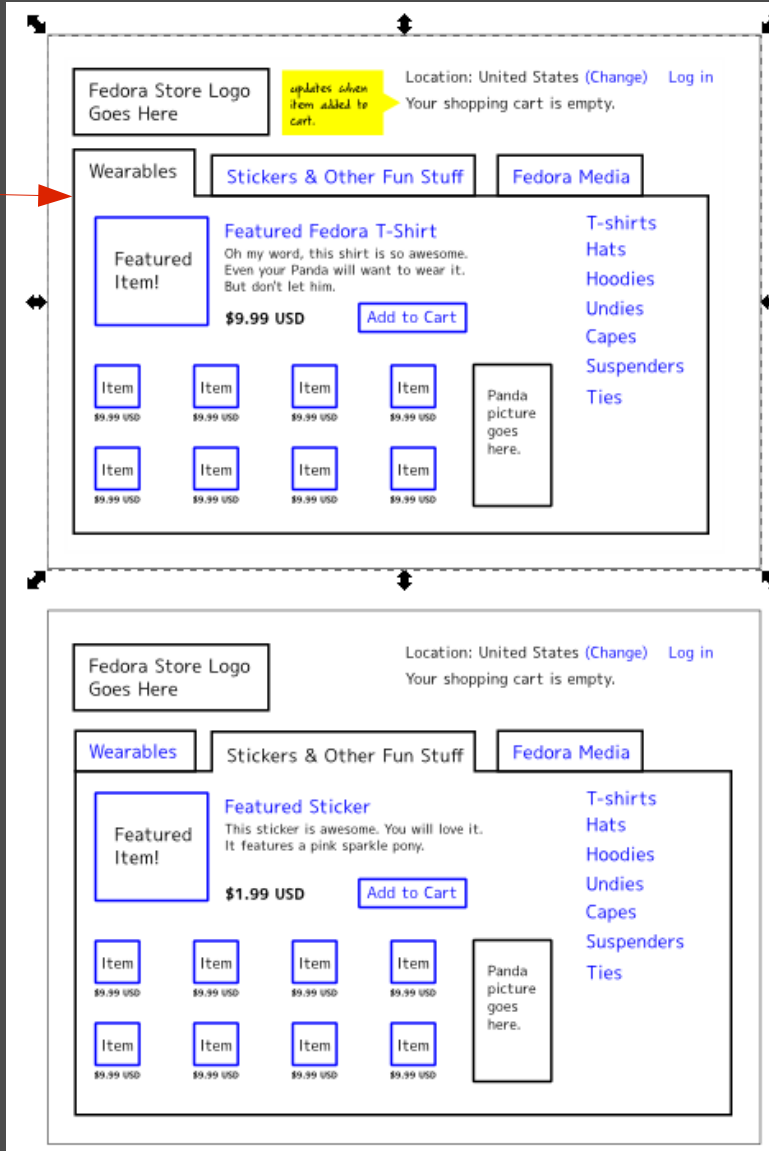 Fedora Store Logo
Goes Here
updates when
item added to
cart.
Location: United States (Change) Log in
Your shopping cart is empty.
Wearables
Stickers & Other Fun Stuff
Fedora Media
Featured
Item!
Featured Fedora T-Shirt
Oh my word, this shirt is so awesome.
Even your Panda will want to wear it.
But don't let him.
$9.99 USD
Add to Cart
T-shirts
Hats
Hoodies
Undies
Capes
Suspenders
Ties
Item Item Item Item
$9.99 USD $9.99 USD $9.99 USD $9.99 USD
Item Item Item Item
$9.99 USD $9.99 USD $9.99 USD $9.99 USD
Panda
picture
goes
here.
Fedora Store Logo
Goes Here
Location: United States (Change) Log in
Your shopping cart is empty.
Wearables
Stickers & Other Fun Stuff
Fedora Media
Featured
Item!
Featured Sticker
This sticker is awesome. You will love it.
It features a pink sparkle pony.
$1.99 USD
Add to Cart
T-shirts
Hats
Hoodies
Undies
Capes
Suspenders
Ties
Item Item Item Item
$9.99 USD $9.99 USD $9.99 USD $9.99 USD
Item Item Item Item
$9.99 USD $9.99 USD $9.99 USD $9.99 USD
Panda
picture
goes
here.